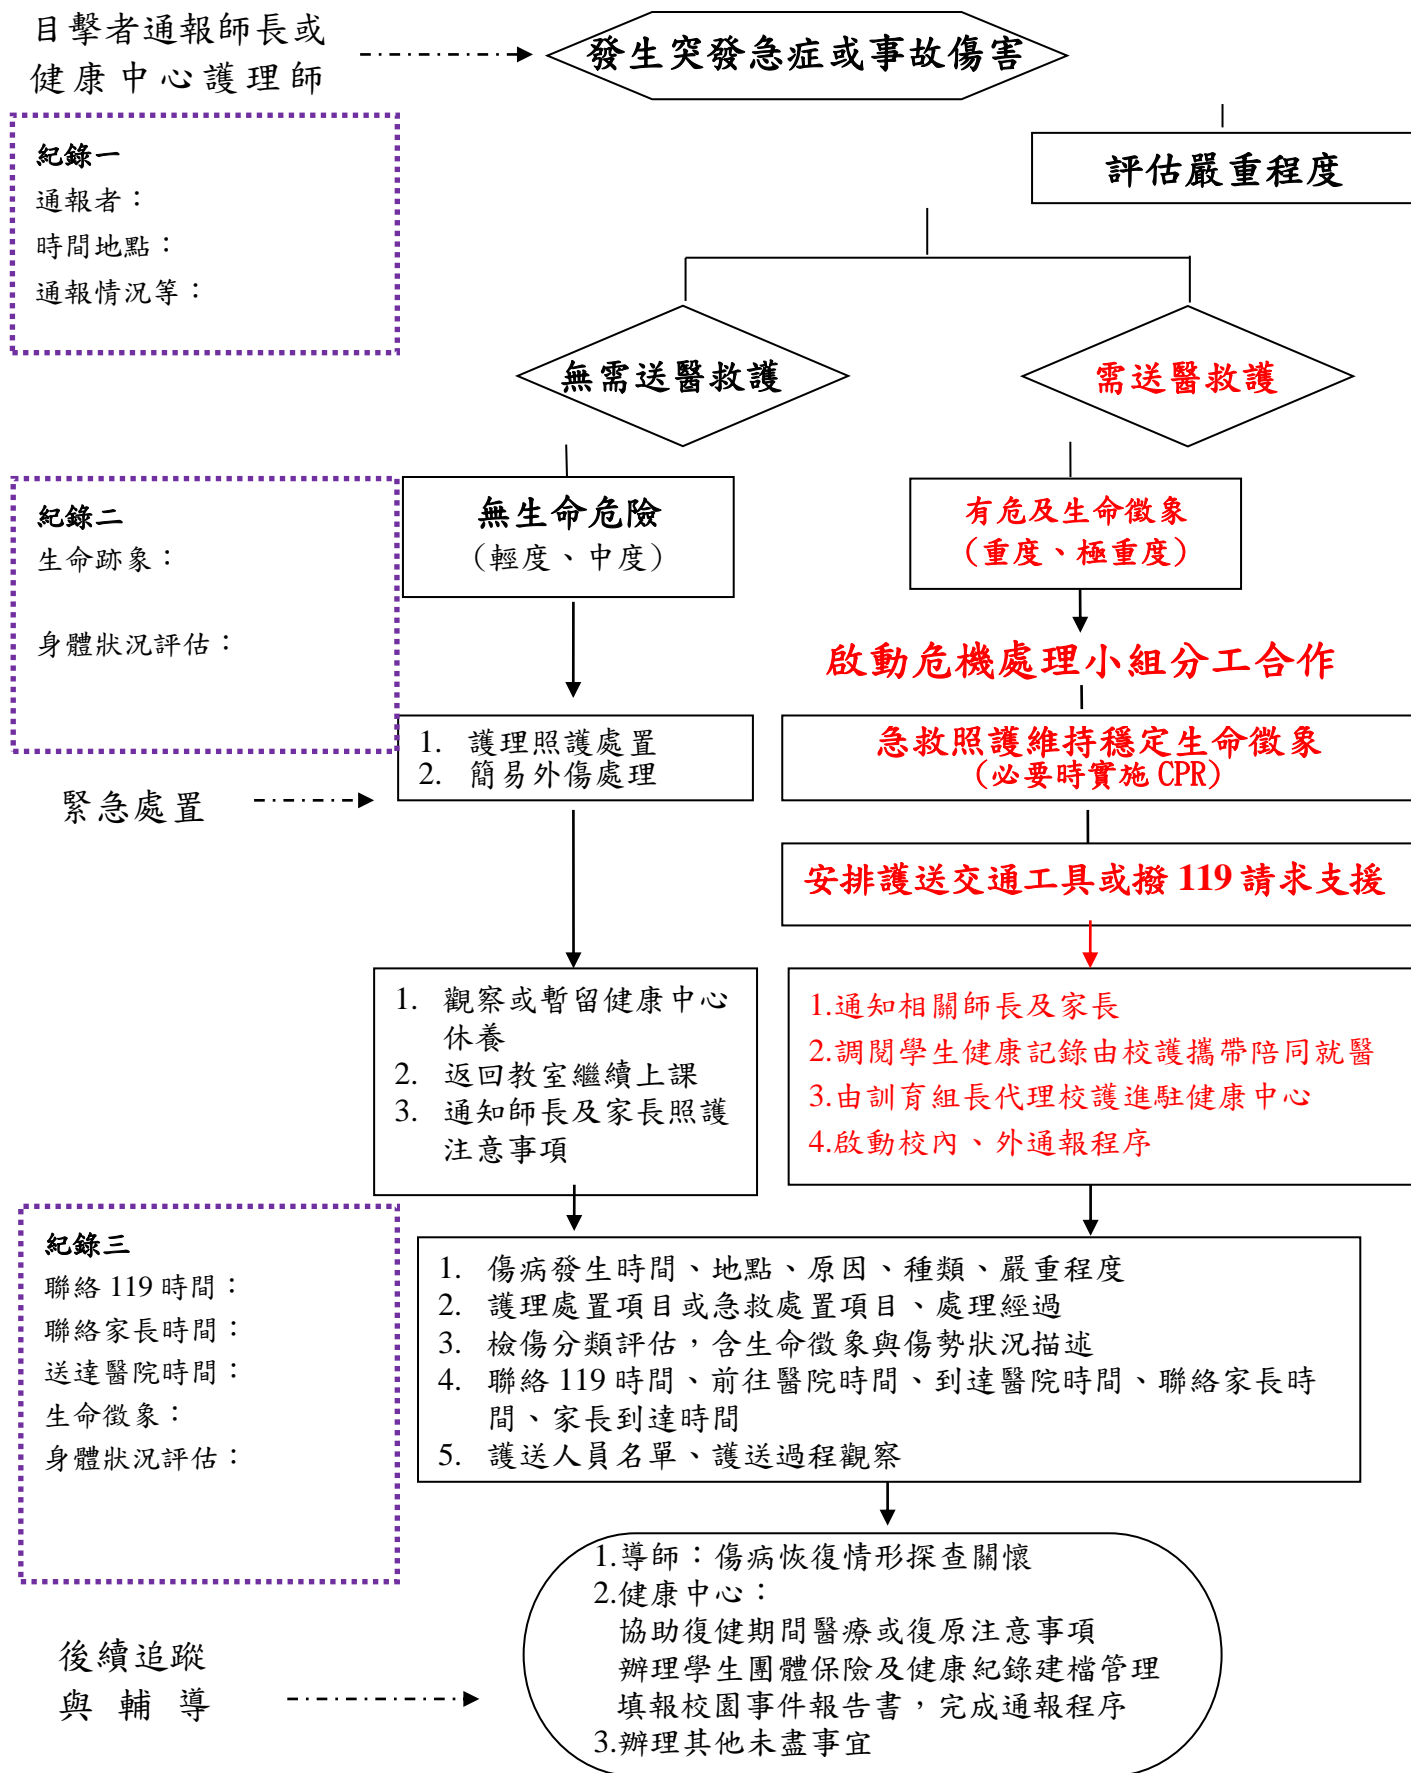 目擊者通報師長或
健康中心護理師
發生突發急症或事故傷害
紀錄一
通報者：
時間地點：
通報情況等：
評估嚴重程度
無需送醫救護
需送醫救護
紀錄二
生命跡象：
身體狀況評估：
無生命危險
（輕度、中度）
有危及生命徵象
（重度、極重度）
啟動危機處理小組分工合作
1. 護理照護處置
2. 簡易外傷處理
急救照護維持穩定生命徵象
（必要時實施 CPR）
緊急處置
安排護送交通工具或撥 119 請求支援
1. 觀察或暫留健康中心
休養
2. 返回教室繼續上課
3. 通知師長及家長照護
注意事項
1.通知相關師長及家長
2.調閱學生健康記錄由校護攜帶陪同就醫
3.由訓育組長代理校護進駐健康中心
4.啟動校內、外通報程序
紀錄三
聯絡 119 時間：
聯絡家長時間：
送達醫院時間：
生命徵象：
身體狀況評估：
1. 傷病發生時間、地點、原因、種類、嚴重程度
2. 護理處置項目或急救處置項目、處理經過
3. 檢傷分類評估，含生命徵象與傷勢狀況描述
4. 聯絡 119 時間、前往醫院時間、到達醫院時間、聯絡家長時
間、家長到達時間
5. 護送人員名單、護送過程觀察
後續追蹤
與輔導
1.導師：傷病恢復情形探查關懷
2.健康中心：
協助復健期間醫療或復原注意事項
辦理學生團體保險及健康紀錄建檔管理
填報校園事件報告書，完成通報程序
3.辦理其他未盡事宜